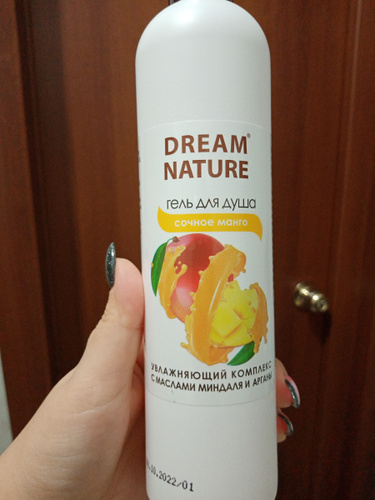 DREAM®
NATURE
гель для душа
сочное манго
УВЛАЖНЯЮЩИЙ КОМПЛЕКС
С МАСЛАМИ МИНДАЛЯ И АРГАНЫ